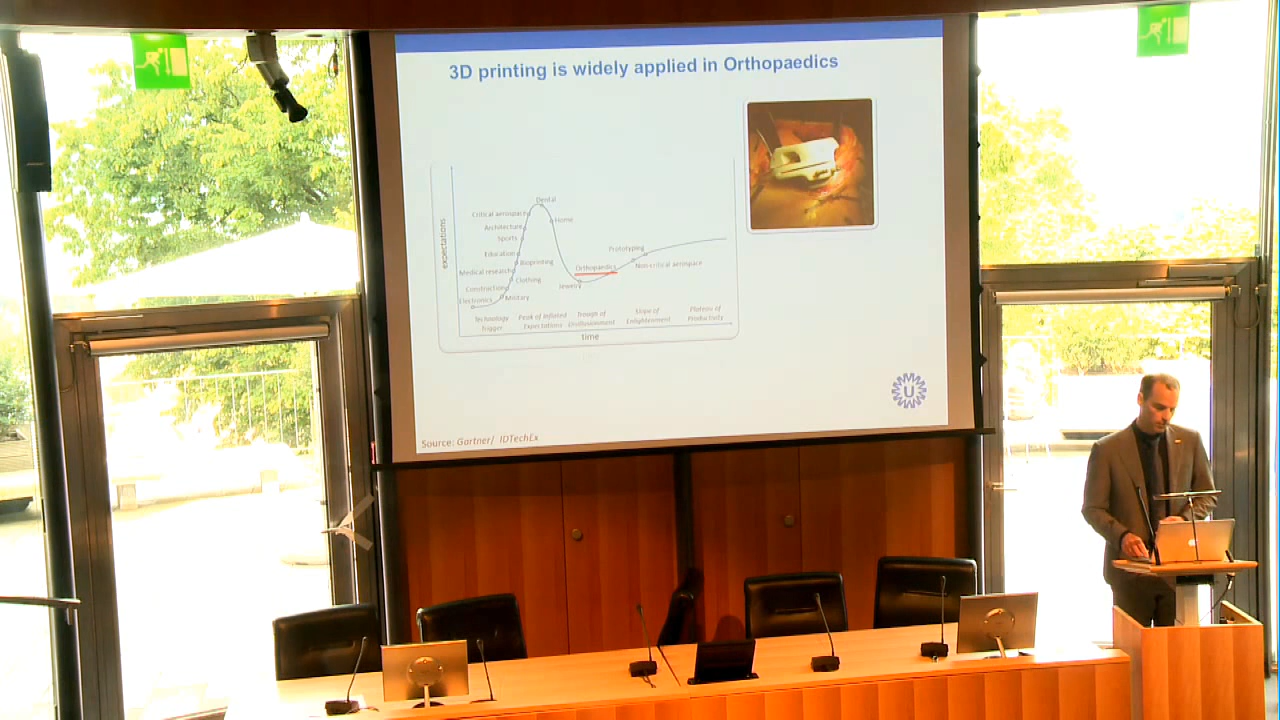 3D printing is widely applied in Orthopaedics
expectations
Dental
Critical aerospace
Home
Architecture
Sports
Education
Bioprinting
Medical research
Clothing
Construction
Electronics
Military
Orthopaedics
Jewelry
Prototyping
Non-critical aerospace
Technology
Trigger
Peak of Inflated
Expectations
Trough of
Disillusionment
Slope of
Enlightenment
Plateau of
Productivity
time
U
Source: Gartner/ IDTechEx